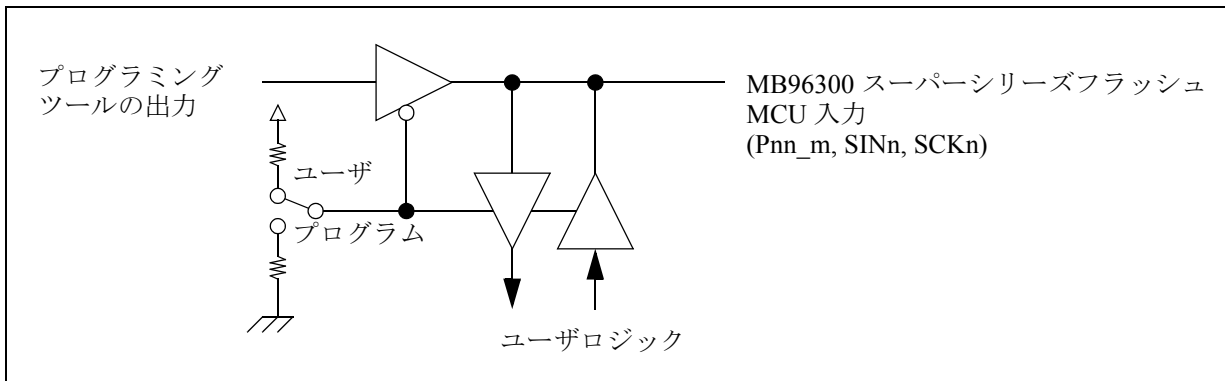 プログラミング
ツールの出力
MB96300 スーパーシリーズフラッシュ
MCU 入力
(Pnn_m, SINn, SCKn)
ユーザ
プログラム
ユーザロジック